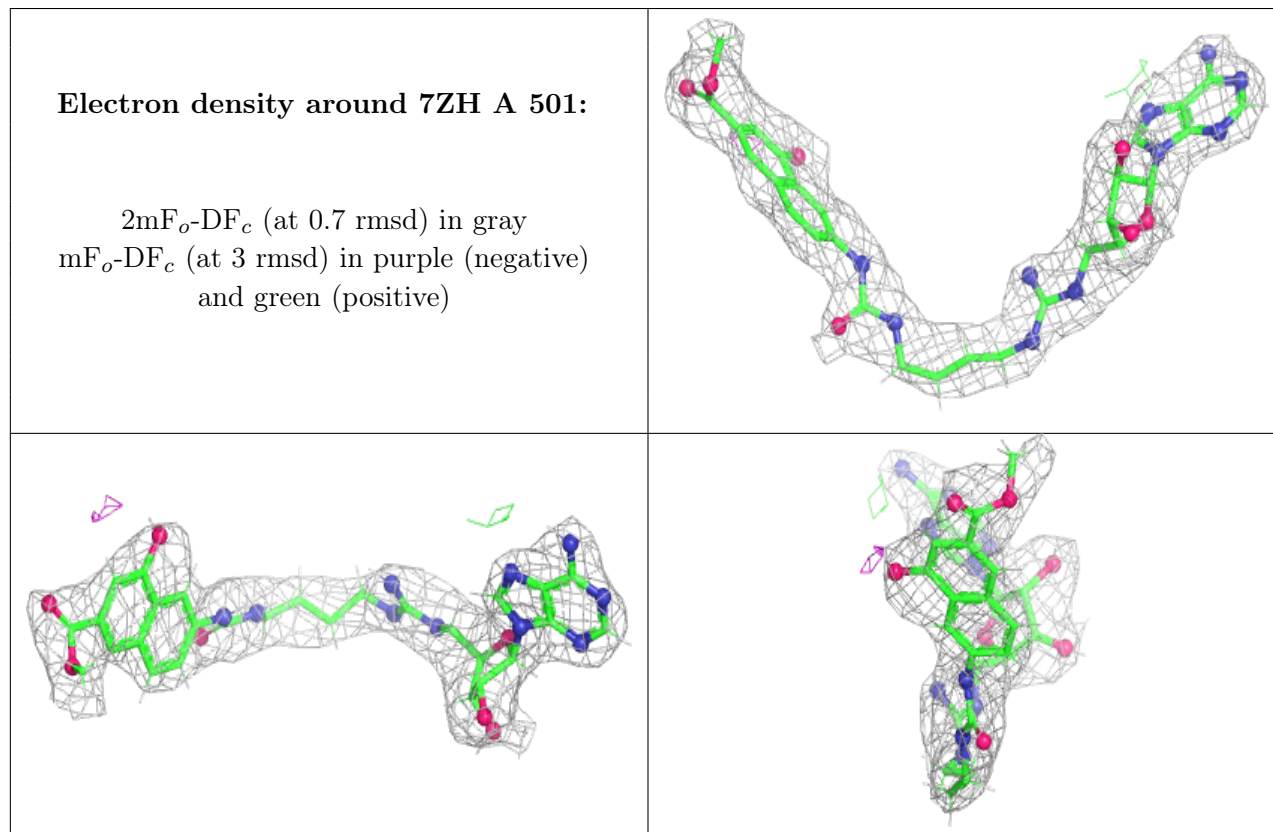 Electron density around 7ZH A 501:
2mFo-DFc (at 0.7 rmsd) in gray
mFo-DFc (at 3 rmsd) in purple (negative)
and green (positive)